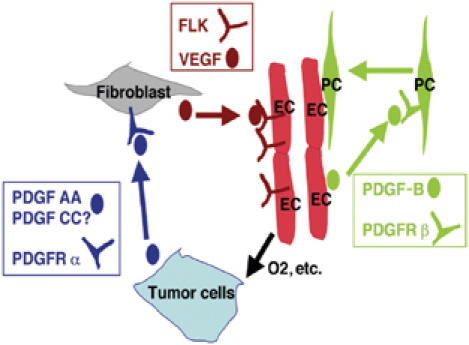 FLK
VEGF
Fibroblast
EC
EC
PC
PC
EC
EC
PDGF AA
PDGF CC?
PDGFR α
PDGF-B
PDGFR β
O2, etc.
Tumor cells